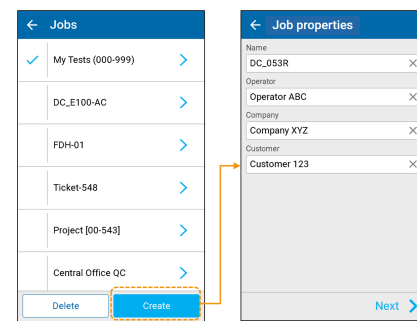 Jobs
My Tests (000-999)
DC_E100-AC
FDH-01
Ticket-548
Project [00-543]
Central Office QC
Delete
Create
Job properties
Name
DC_053R
Operator
Operator ABC
Company
Company XYZ
Customer
Customer 123
Next